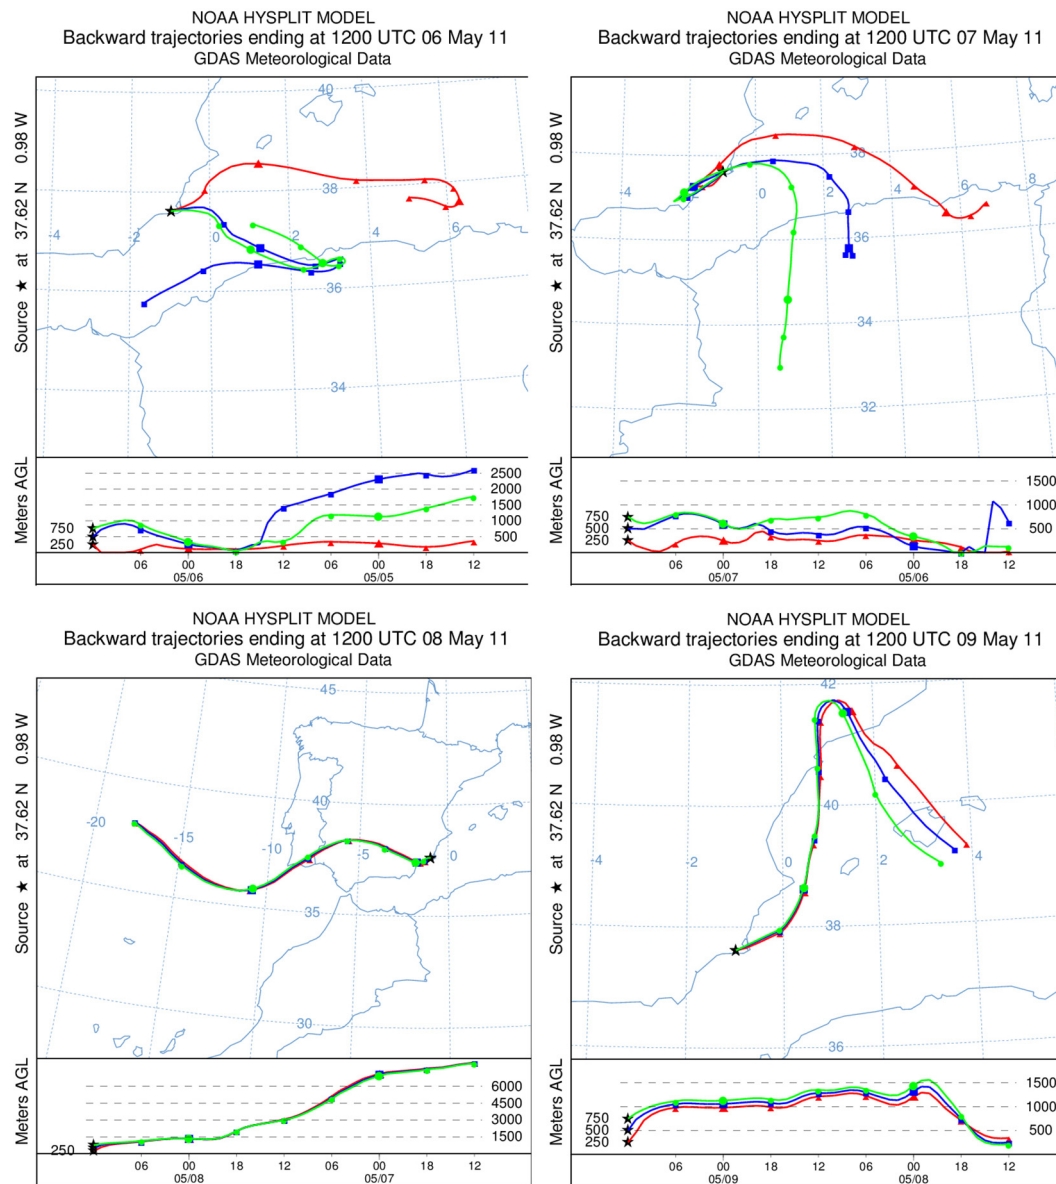 NOAA HYSPLIT MODEL
Backward trajectories ending at 1200 UTC 06 May 11
GDAS Meteorological Data
Source ★ at 37.62 N 0.98 W
40
38
-4
-2
0
2
4
6
36
34
Meters AGL
2500
2000
1500
1000
500
750
250
06 00 18 12 06 00 18 12
05/06 05/05
NOAA HYSPLIT MODEL
Backward trajectories ending at 1200 UTC 07 May 11
GDAS Meteorological Data
Source ★ at 37.62 N 0.98 W
38
-4
-2
0
2
4
6
8
36
34
32
Meters AGL
1500
1000
500
750
500
250
06 00 18 12 06 00 18 12
05/07 05/06
NOAA HYSPLIT MODEL
Backward trajectories ending at 1200 UTC 08 May 11
GDAS Meteorological Data
Source ★ at 37.62 N 0.98 W
45
40
-20
-15
-10
-5
0
35
30
Meters AGL
6000
4500
3000
1500
250
06 00 18 12 06 00 18 12
05/08 05/07
NOAA HYSPLIT MODEL
Backward trajectories ending at 1200 UTC 09 May 11
GDAS Meteorological Data
Source ★ at 37.62 N 0.98 W
42
40
-4
-2
0
2
4
38
36
Meters AGL
1500
1000
500
750
500
250
06 00 18 12 06 00 18 12
05/09 05/08